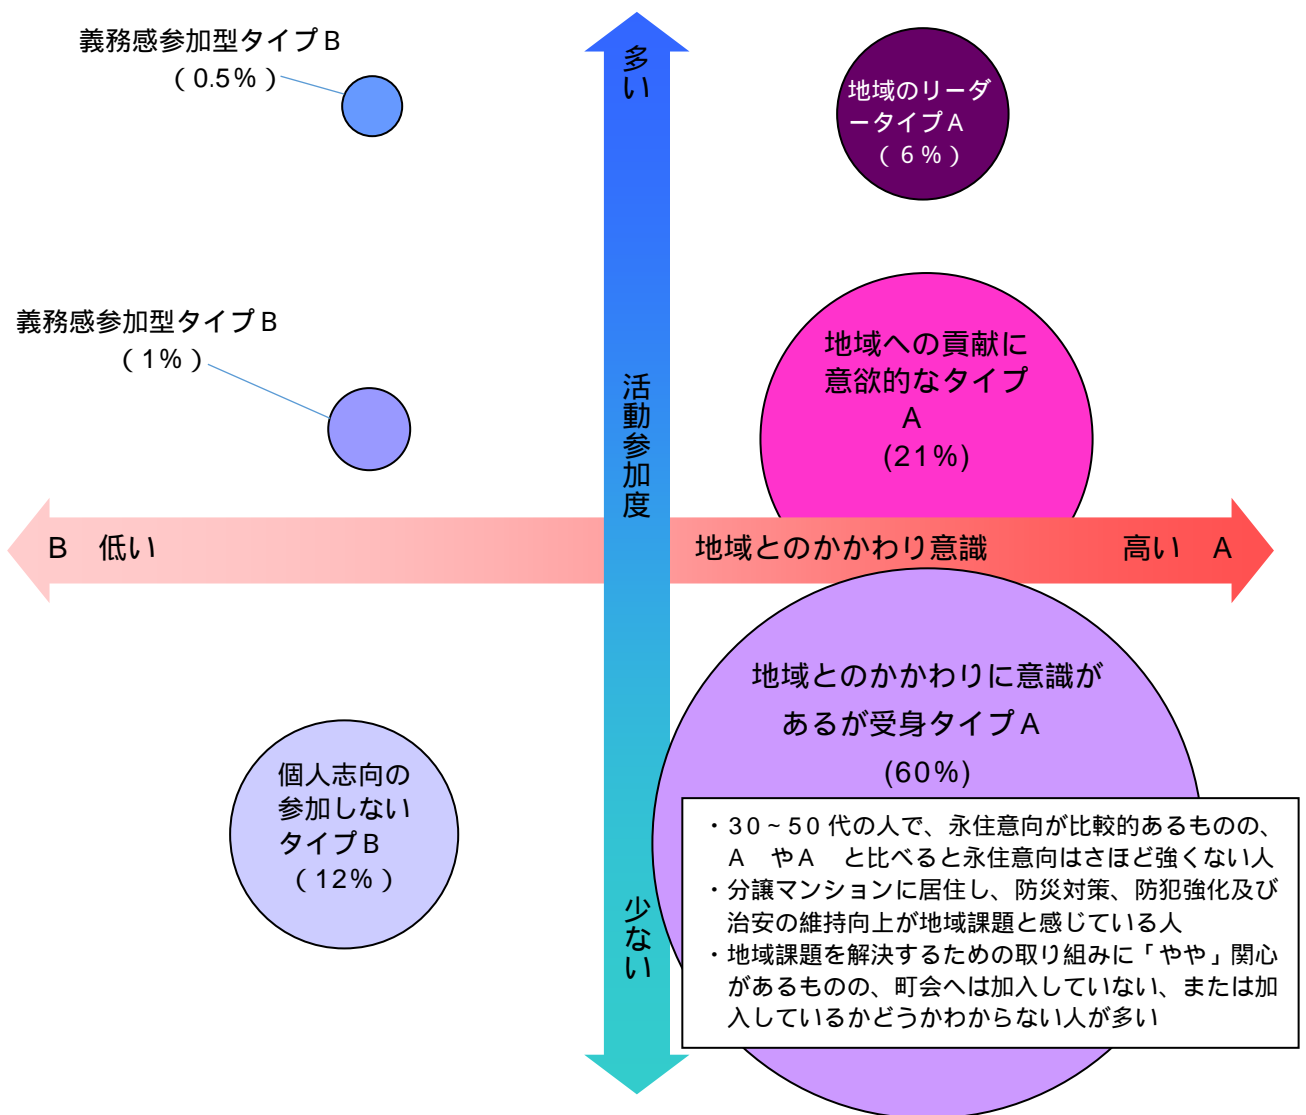 義務感参加型タイプB
（0.5%）
多い
地域のリーダ
ータイプA
（6%）
義務感参加型タイプB
（1%）
地域への貢献に
意欲的なタイプ
A
(21%)
活動参加度
B　低い
地域とのかかわり意識
高い　A
地域とのかかわりに意識が
あるが受身タイプA
(60%)
個人志向の
参加しない
タイプB
（12%）
少ない
・30～50代の人で、永住意向が比較的あるものの、
A　やA　と比べると永住意向はさほど強くない人
・分譲マンションに居住し、防災対策、防犯強化及び
治安の維持向上が地域課題と感じている人
・地域課題を解決するための取り組みに「やや」関心
があるものの、町会へは加入していない、または加
入しているかどうかわからない人が多い